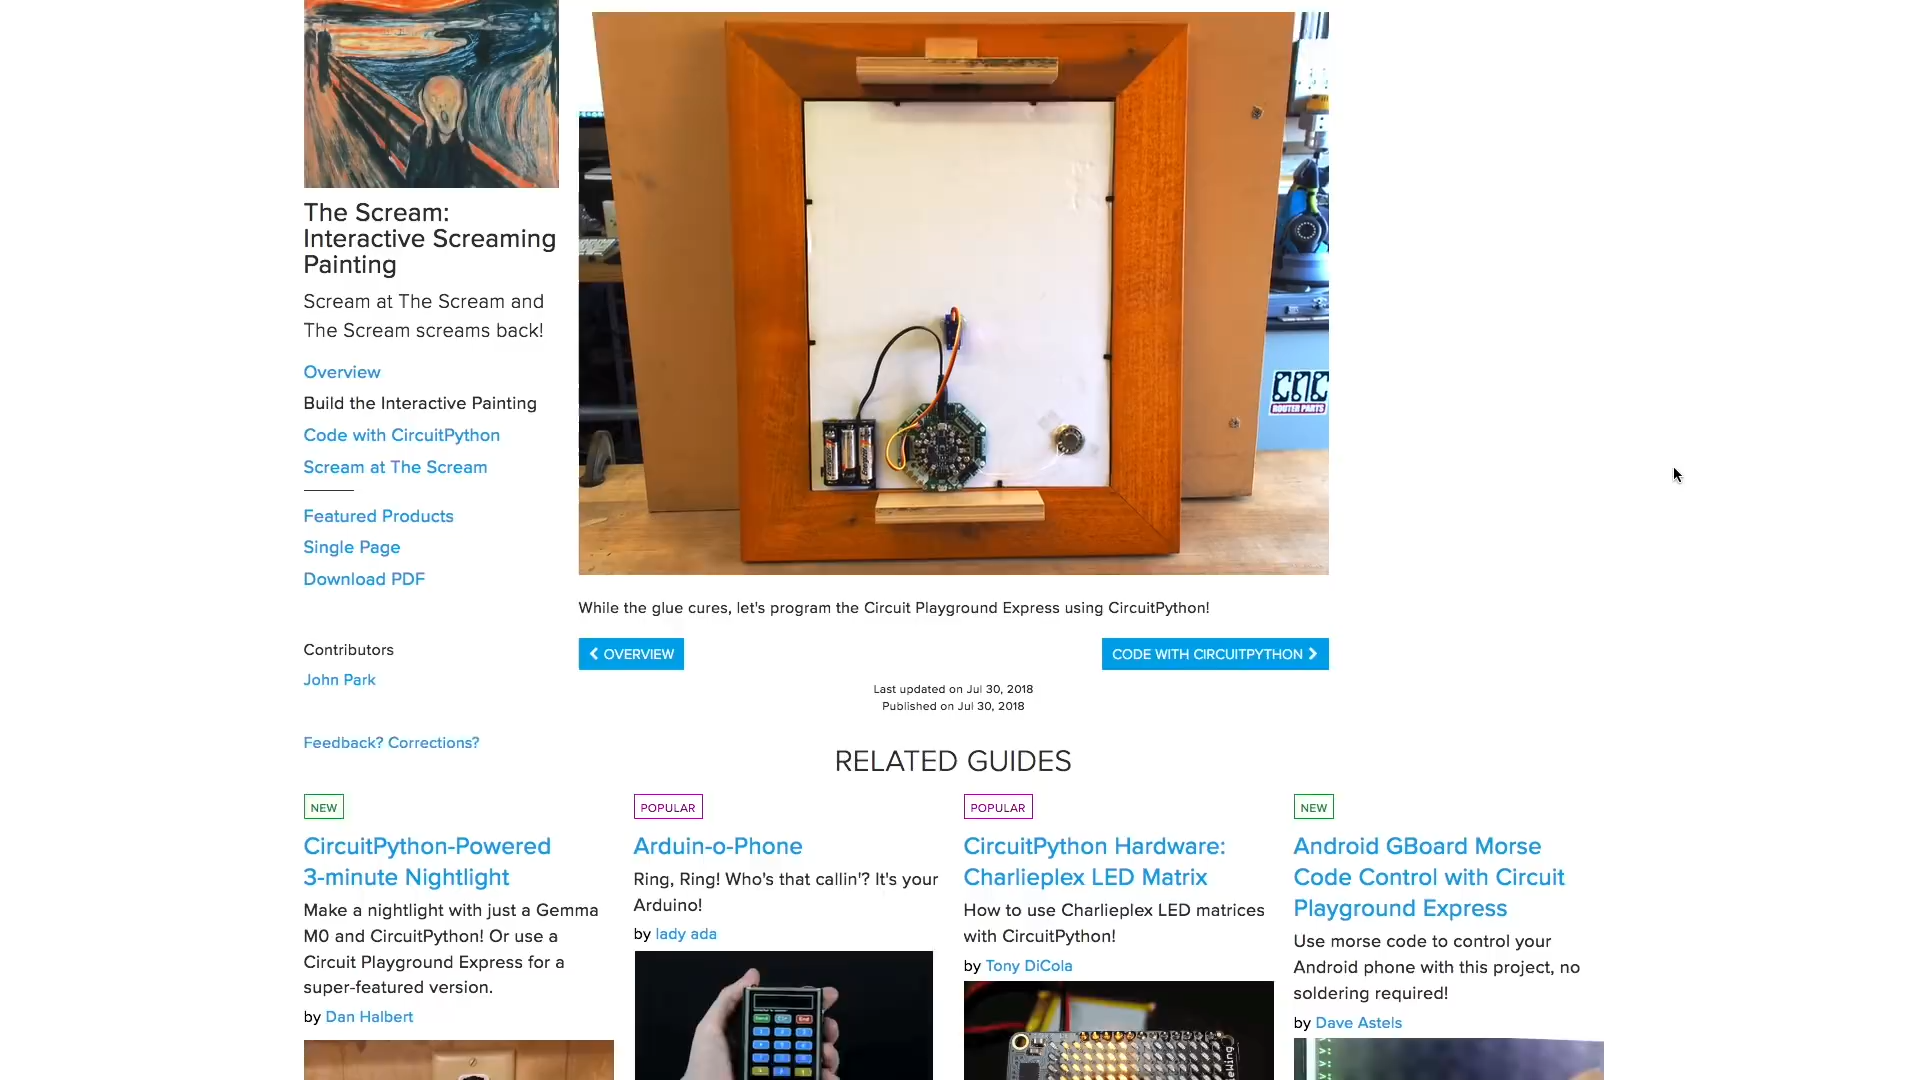 The Scream:
Interactive Screaming
Painting
Scream at The Scream and
The Scream screams back!
Overview
Build the Interactive Painting
Code with CircuitPython
Scream at The Scream
Featured Products
Single Page
Download PDF
Contributors
John Park
Feedback? Corrections?
CNC
ROUTER PARTS
While the glue cures, let's program the Circuit Playground Express using CircuitPython!
OVERVIEW
CODE WITH CIRCUITPYTHON
Last updated on Jul 30, 2018
Published on Jul 30, 2018
RELATED GUIDES
NEW
CircuitPython-Powered
3-minute Nightlight
Make a nightlight with just a Gemma
M0 and CircuitPython! Or use a
Circuit Playground Express for a
super-featured version.
by Dan Halbert
POPULAR
Arduin-o-Phone
Ring, Ring! Who's that callin'? It's your
Arduino!
by lady ada
POPULAR
CircuitPython Hardware:
Charlieplex LED Matrix
How to use Charlieplex LED matrices
with CircuitPython!
by Tony DiCola
NEW
Android GBoard Morse
Code Control with Circuit
Playground Express
Use morse code to control your
Android phone with this project, no
soldering required!
by Dave Astels